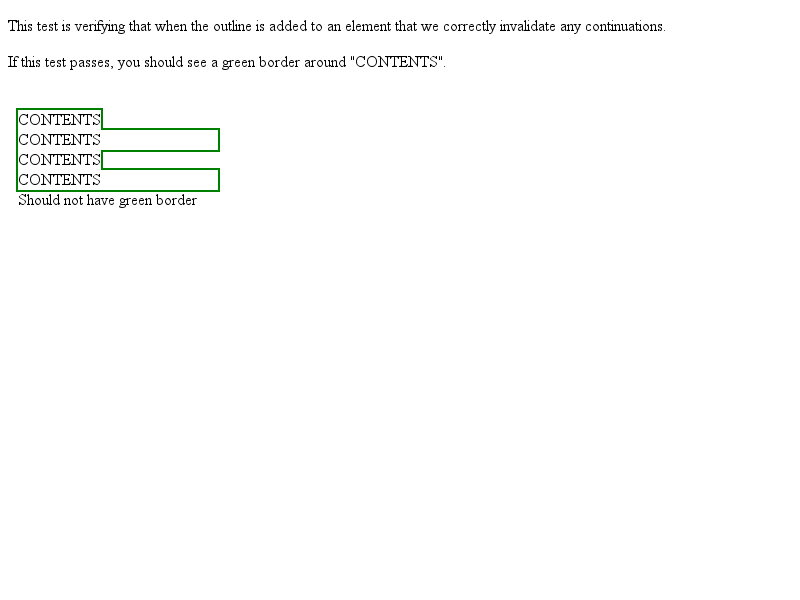 This test is verifying that when the outline is added to an element that we correctly invalidate any continuations.
If this test passes, you should see a green border around "CONTENTS".
CONTENTS
CONTENTS
CONTENTS
CONTENTS
Should not have green border